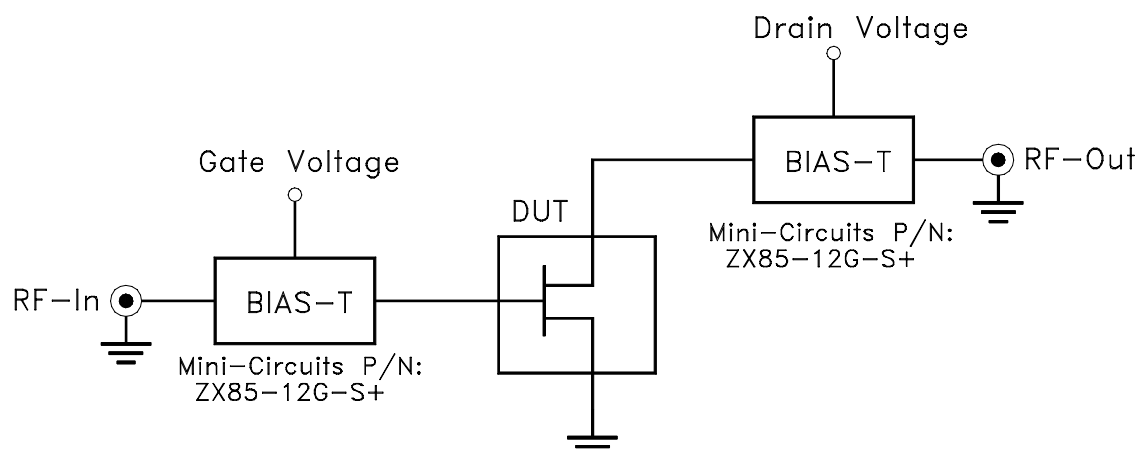 Drain Voltage
BIAS-T
RF-Out
Mini-Circuits P/N:
ZX85-12G-S+
Gate Voltage
DUT
RF-In
BIAS-T
Mini-Circuits P/N:
ZX85-12G-S+